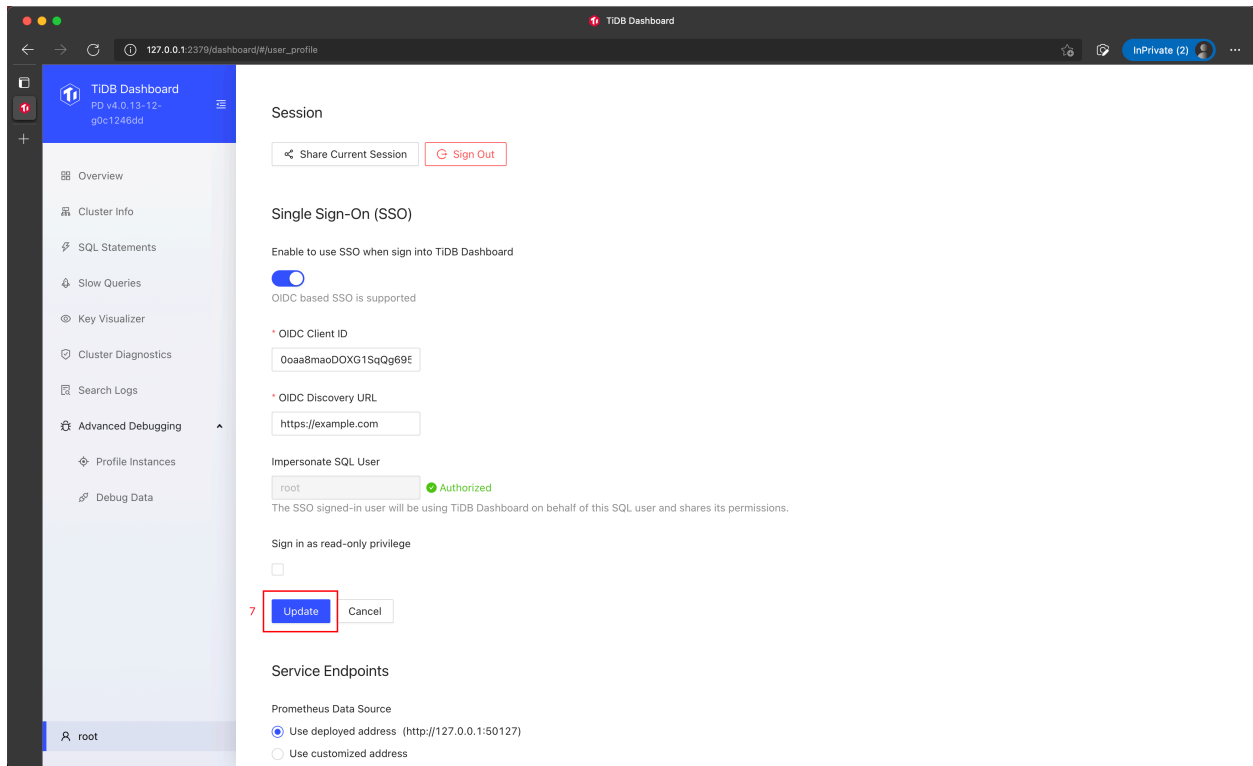 TiDB Dashboard
127.0.0.1:2379/dashboard/#/user_profile
InPrivate (2)
TiDB Dashboard
PD v4.0.13-12-
g0c1246dd
Overview
Cluster Info
SQL Statements
Slow Queries
Key Visualizer
Cluster Diagnostics
Search Logs
Advanced Debugging
Profile Instances
Debug Data
root
Session
Share Current Session
Sign Out
Single Sign-On (SSO)
Enable to use SSO when sign into TiDB Dashboard
OIDC based SSO is supported
* OIDC Client ID
0oaa8maoDOXG1SqQg695
* OIDC Discovery URL
https://example.com
Impersonate SQL User
root
Authorized
The SSO signed-in user will be using TiDB Dashboard on behalf of this SQL user and shares its permissions.
Sign in as read-only privilege
7
Update
Cancel
Service Endpoints
Prometheus Data Source
Use deployed address (http://127.0.0.1:50127)
Use customized address